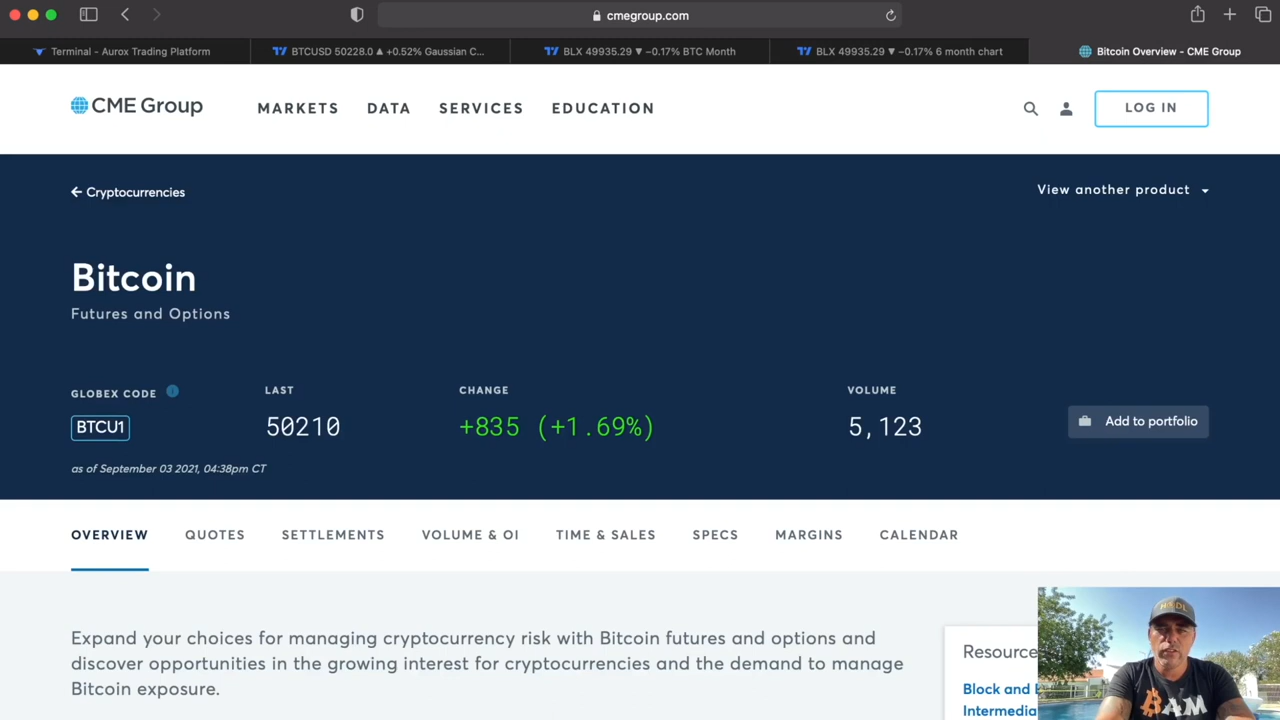 cmegroup.com
Terminal - Aurox Trading Platform
BTCUSD 50228.0 ▲ +0.52% Gaussian C...
BLX 49935.29 ▼ −0.17% BTC Month
BLX 49935.29 ▼ −0.17% 6 month chart
Bitcoin Overview - CME Group
CME Group
MARKETS DATA SERVICES EDUCATION
LOG IN
Cryptocurrencies
View another product
Bitcoin
Futures and Options
GLOBEX CODE LAST CHANGE VOLUME
BTCU1 50210 +835 (+1.69%) 5,123 Add to portfolio
as of September 03 2021, 04:38pm CT
OVERVIEW QUOTES SETTLEMENTS VOLUME & OI TIME & SALES SPECS MARGINS CALENDAR
Expand your choices for managing cryptocurrency risk with Bitcoin futures and options and
discover opportunities in the growing interest for cryptocurrencies and the demand to manage
Bitcoin exposure.
Resource
Block and
Intermedia
BAM